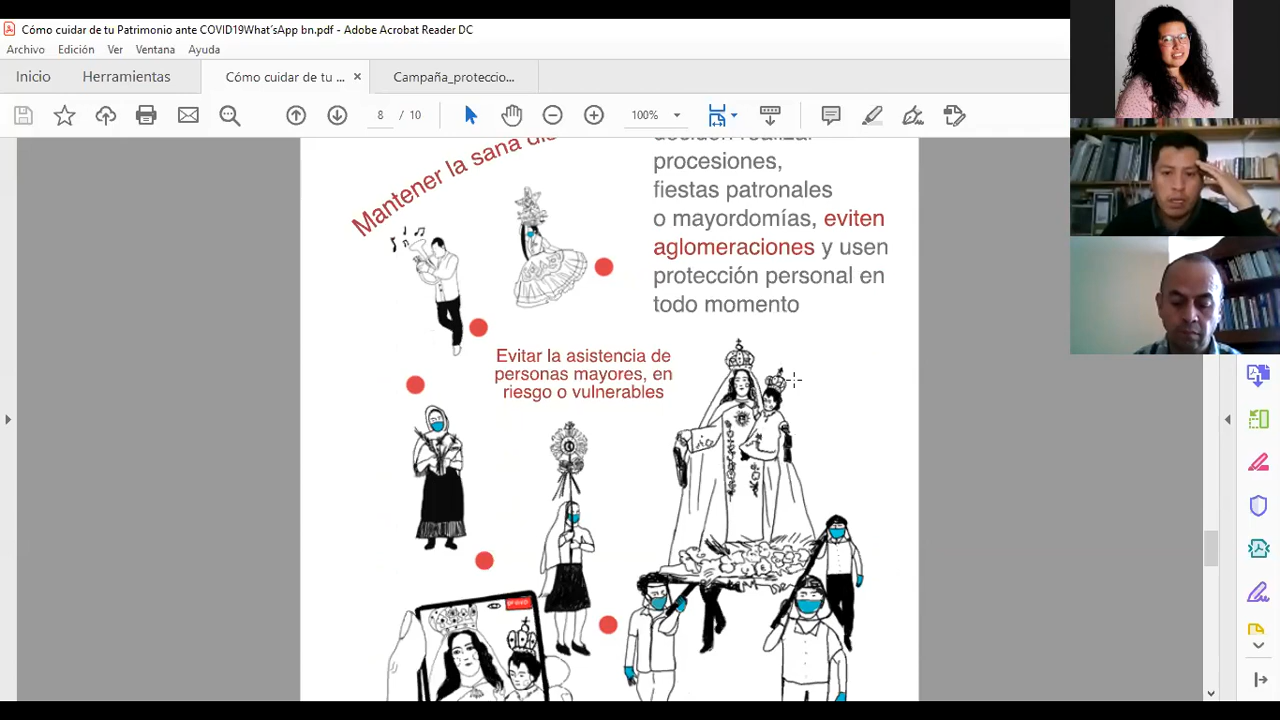 Cómo cuidar de tu Patrimonio ante COVID19What´sApp bn.pdf - Adobe Acrobat Reader DC
Archivo Edición Ver Ventana Ayuda
Inicio Herramientas Cómo cuidar de tu ... × Campaña_proteccio...
8 / 10 100%
Mantener la sana
procesiones,
fiestas patronales
o mayordomías, eviten
aglomeraciones y usen
protección personal en
todo momento
Evitar la asistencia de
personas mayores, en
riesgo o vulnerables